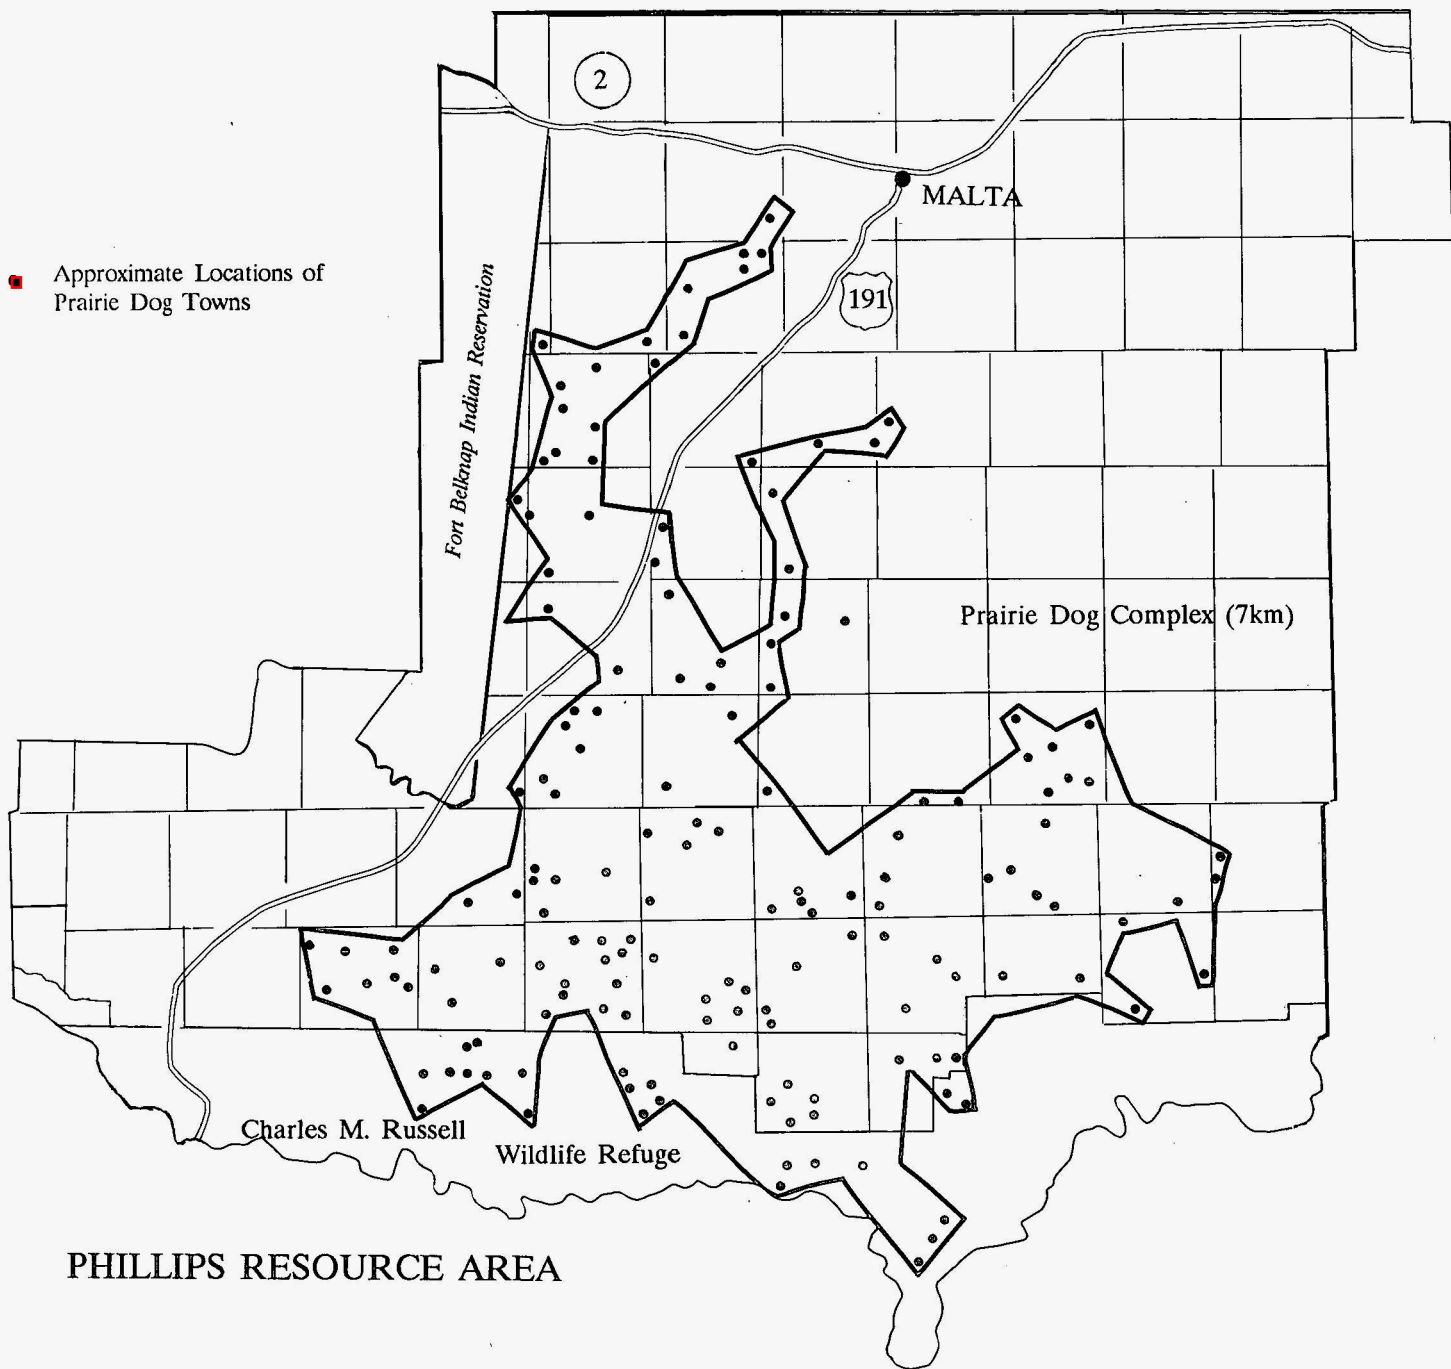 2
MALTA
Approximate Locations of
Prairie Dog Towns
191
Fort Belknap Indian Reservation
Prairie Dog Complex (7km)
Charles M. Russell
Wildlife Refuge
PHILLIPS RESOURCE AREA